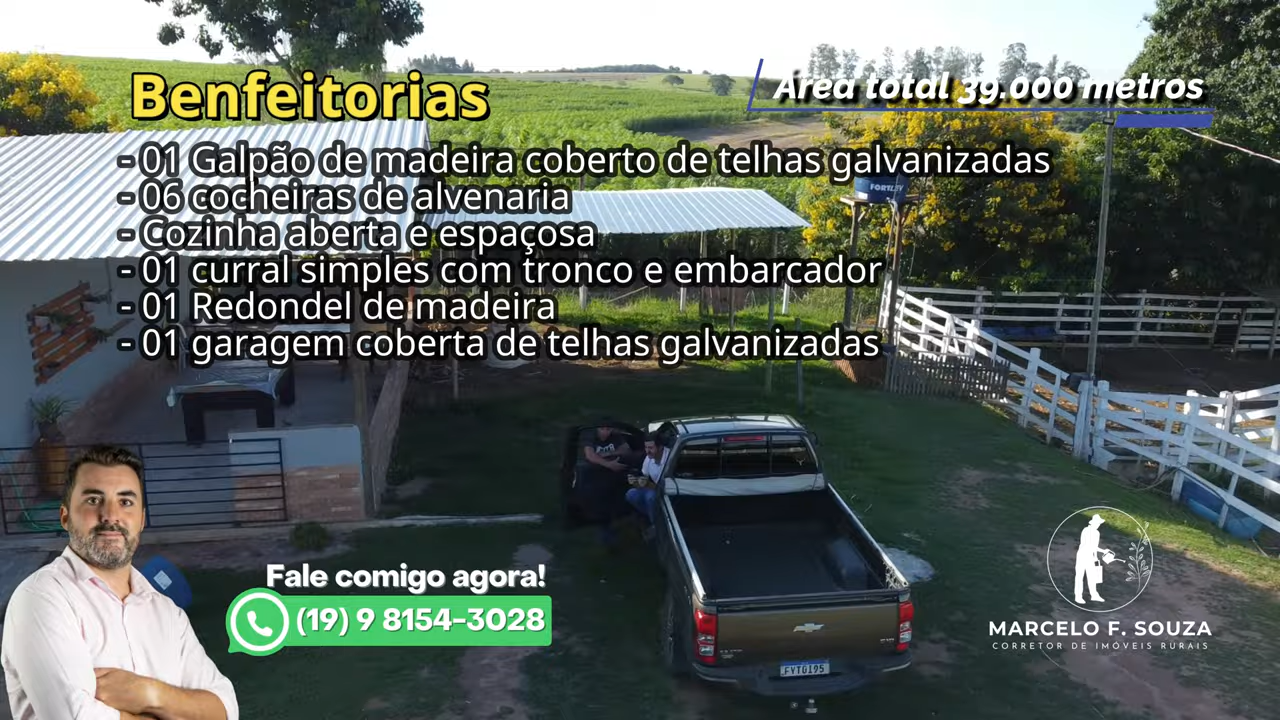 Benfeitorias
Área total 39.000 metros
- 01 Galpão de madeira coberto de telhas galvanizadas
- 06 cocheiras de alvenaria
- Cozinha aberta e espaçosa
- 01 curral simples com tronco e embarcador
- 01 Redondel de madeira
- 01 garagem coberta de telhas galvanizadas
FORTLEV
Fale comigo agora!
(19) 9 8154-3028
MARCELO F. SOUZA
CORRETOR DE IMÓVEIS RURAIS